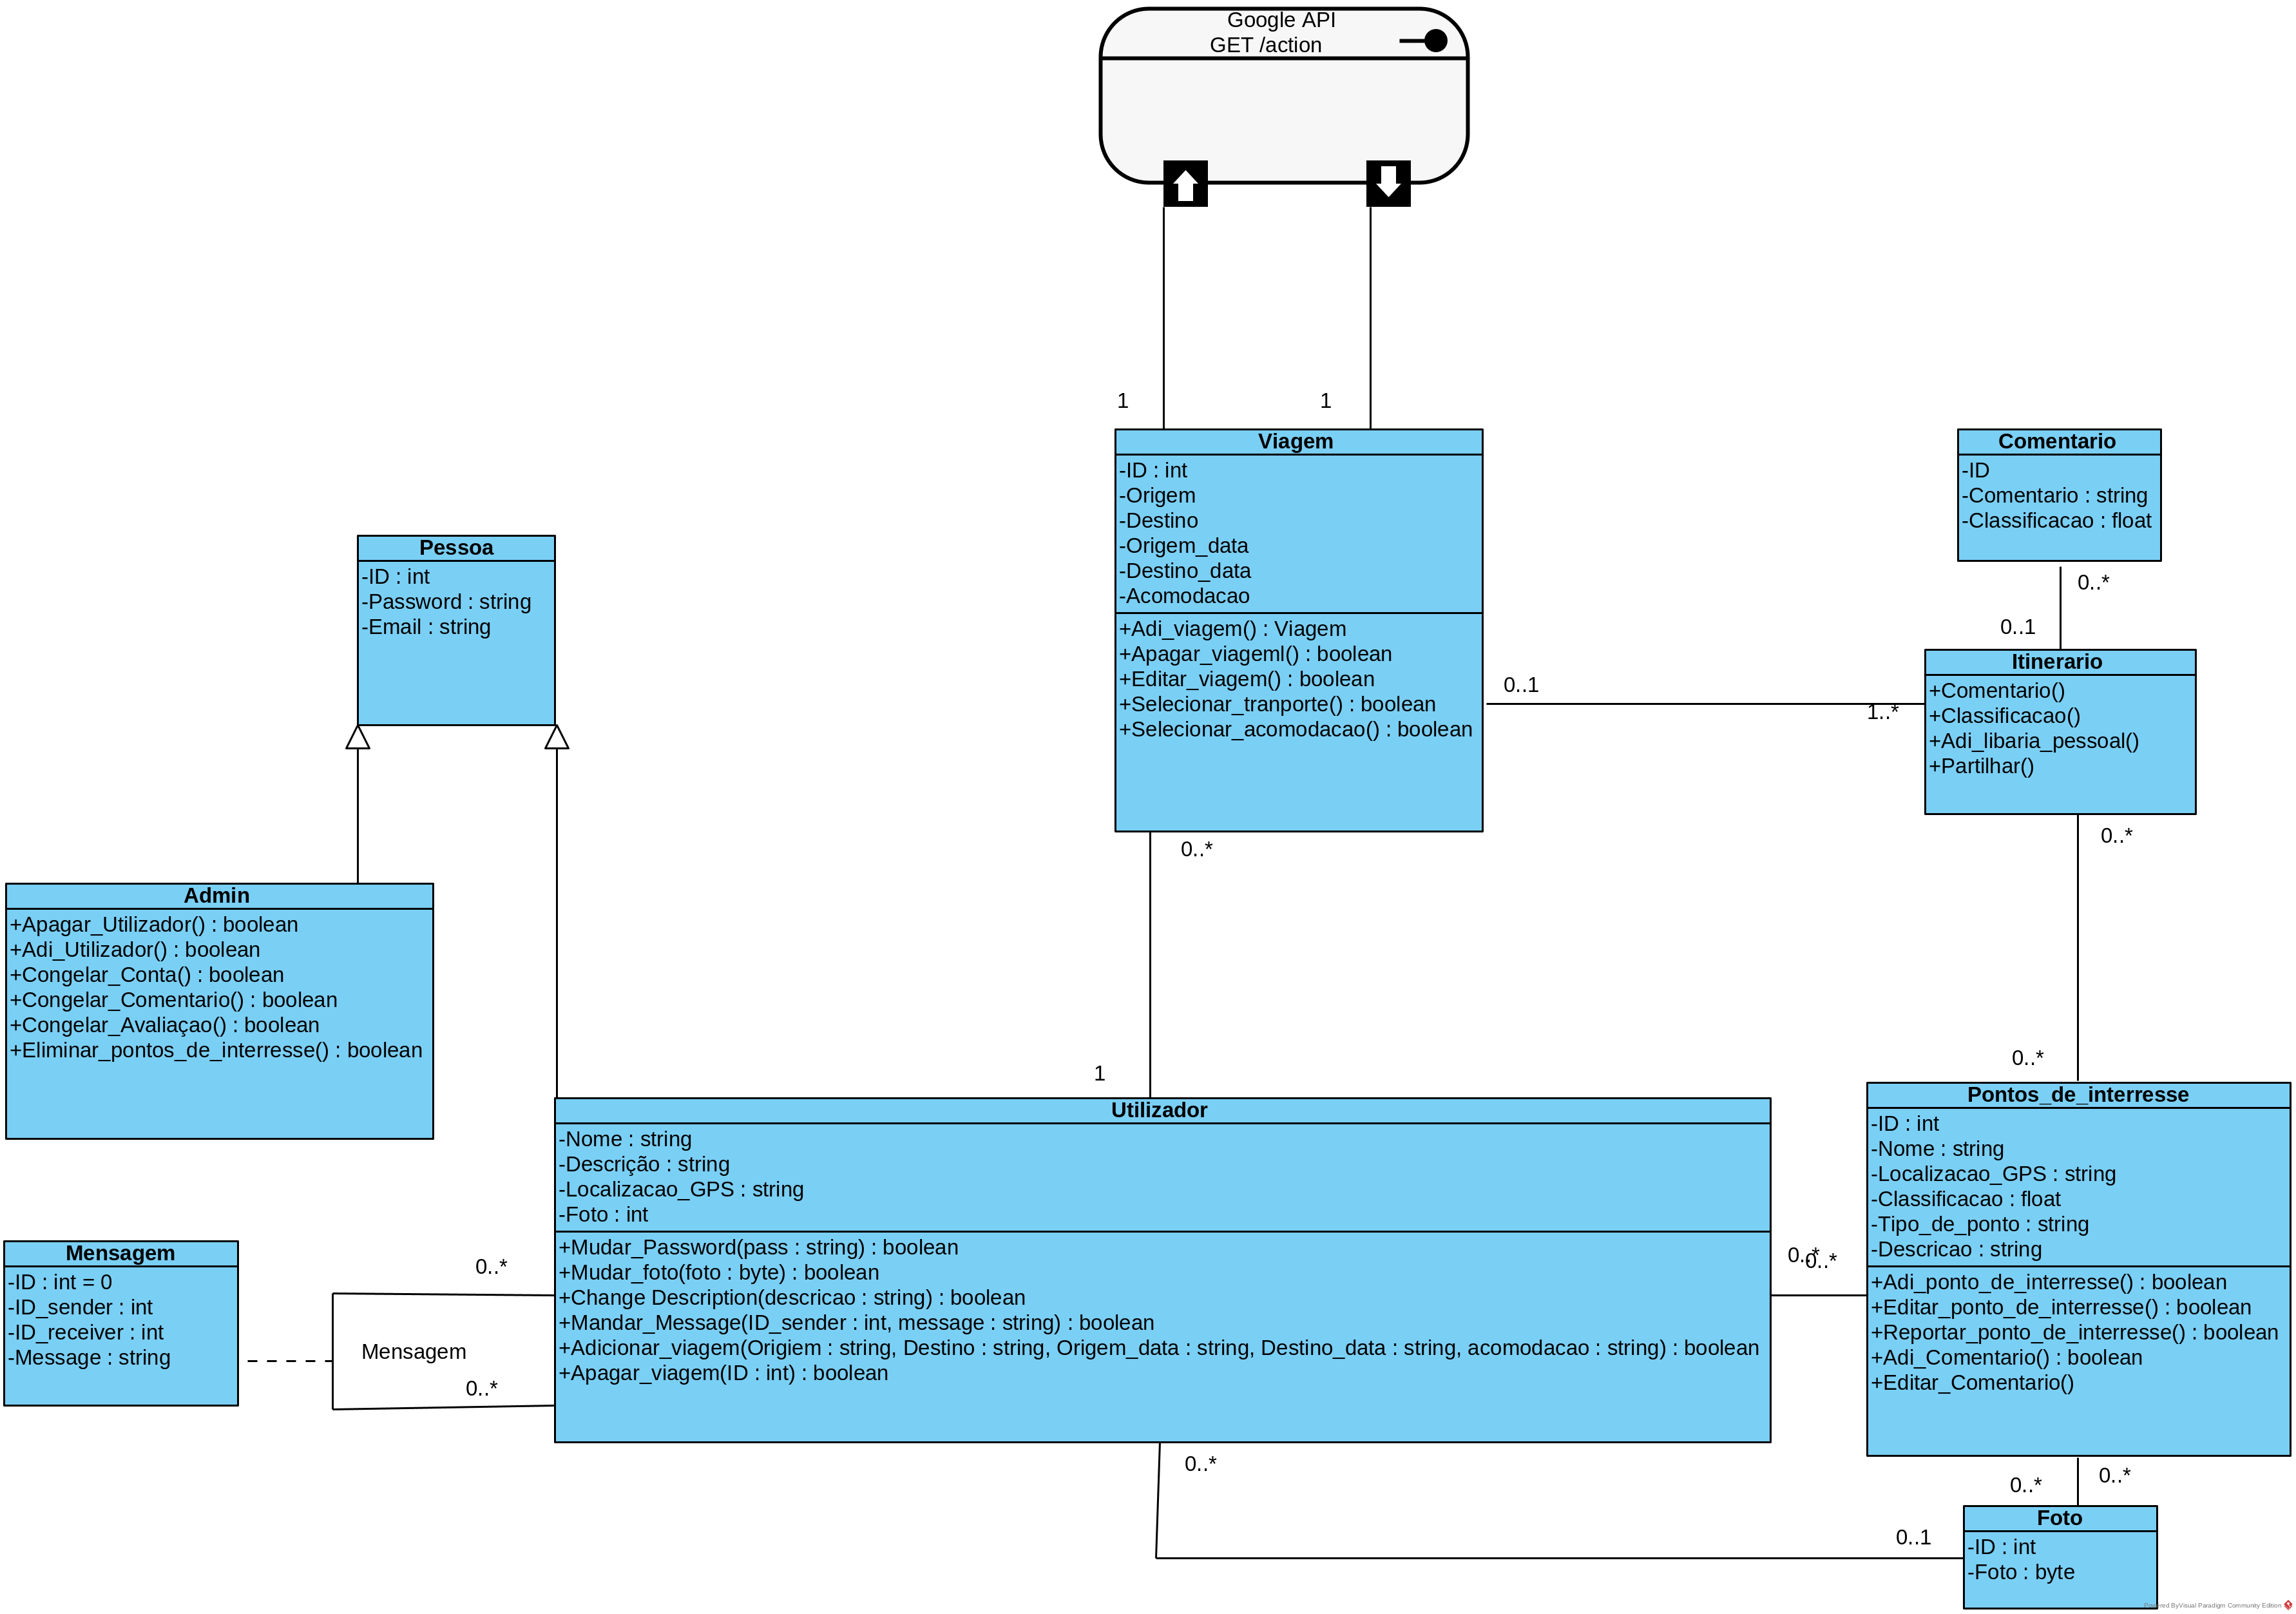 Google API
GET /action
1
1
Viagem
-ID : int
-Origem
-Destino
-Origem_data
-Destino_data
-Acomodacao
+Adi_viagem() : Viagem
+Apagar_viageml() : boolean
+Editar_viagem() : boolean
+Selecionar_tranporte() : boolean
+Selecionar_acomodacao() : boolean
Comentario
-ID
-Comentario : string
-Classificacao : float
0..*
0..1
Itinerario
+Comentario()
+Classificacao()
+Adi_libaria_pessoal()
+Partilhar()
0..1
1..*
Pessoa
-ID : int
-Password : string
-Email : string
0..*
0..*
Admin
+Apagar_Utilizador() : boolean
+Adi_Utilizador() : boolean
+Congelar_Conta() : boolean
+Congelar_Comentario() : boolean
+Congelar_Avaliaçao() : boolean
+Eliminar_pontos_de_interresse() : boolean
1
0..*
Utilizador
-Nome : string
-Descrição : string
-Localizacao_GPS : string
-Foto : int
+Mudar_Password(pass : string) : boolean
+Mudar_foto(foto : byte) : boolean
+Change Description(descricao : string) : boolean
+Mandar_Message(ID_sender : int, message : string) : boolean
+Adicionar_viagem(Origiem : string, Destino : string, Origem_data : string, Destino_data : string, acomodacao : string) : boolean
+Apagar_viagem(ID : int) : boolean
Pontos_de_interresse
-ID : int
-Nome : string
-Localizacao_GPS : string
-Classificacao : float
-Tipo_de_ponto : string
-Descricao : string
+Adi_ponto_de_interresse() : boolean
+Editar_ponto_de_interresse() : boolean
+Reportar_ponto_de_interresse() : boolean
+Adi_Comentario() : boolean
+Editar_Comentario()
0..*
0..*
Mensagem
-ID : int = 0
-ID_sender : int
-ID_receiver : int
-Message : string
0..*
Mensagem
0..*
0..*
0..1
0..*
0..*
Foto
-ID : int
-Foto : byte
Powered ByVisual Paradigm Community Edition